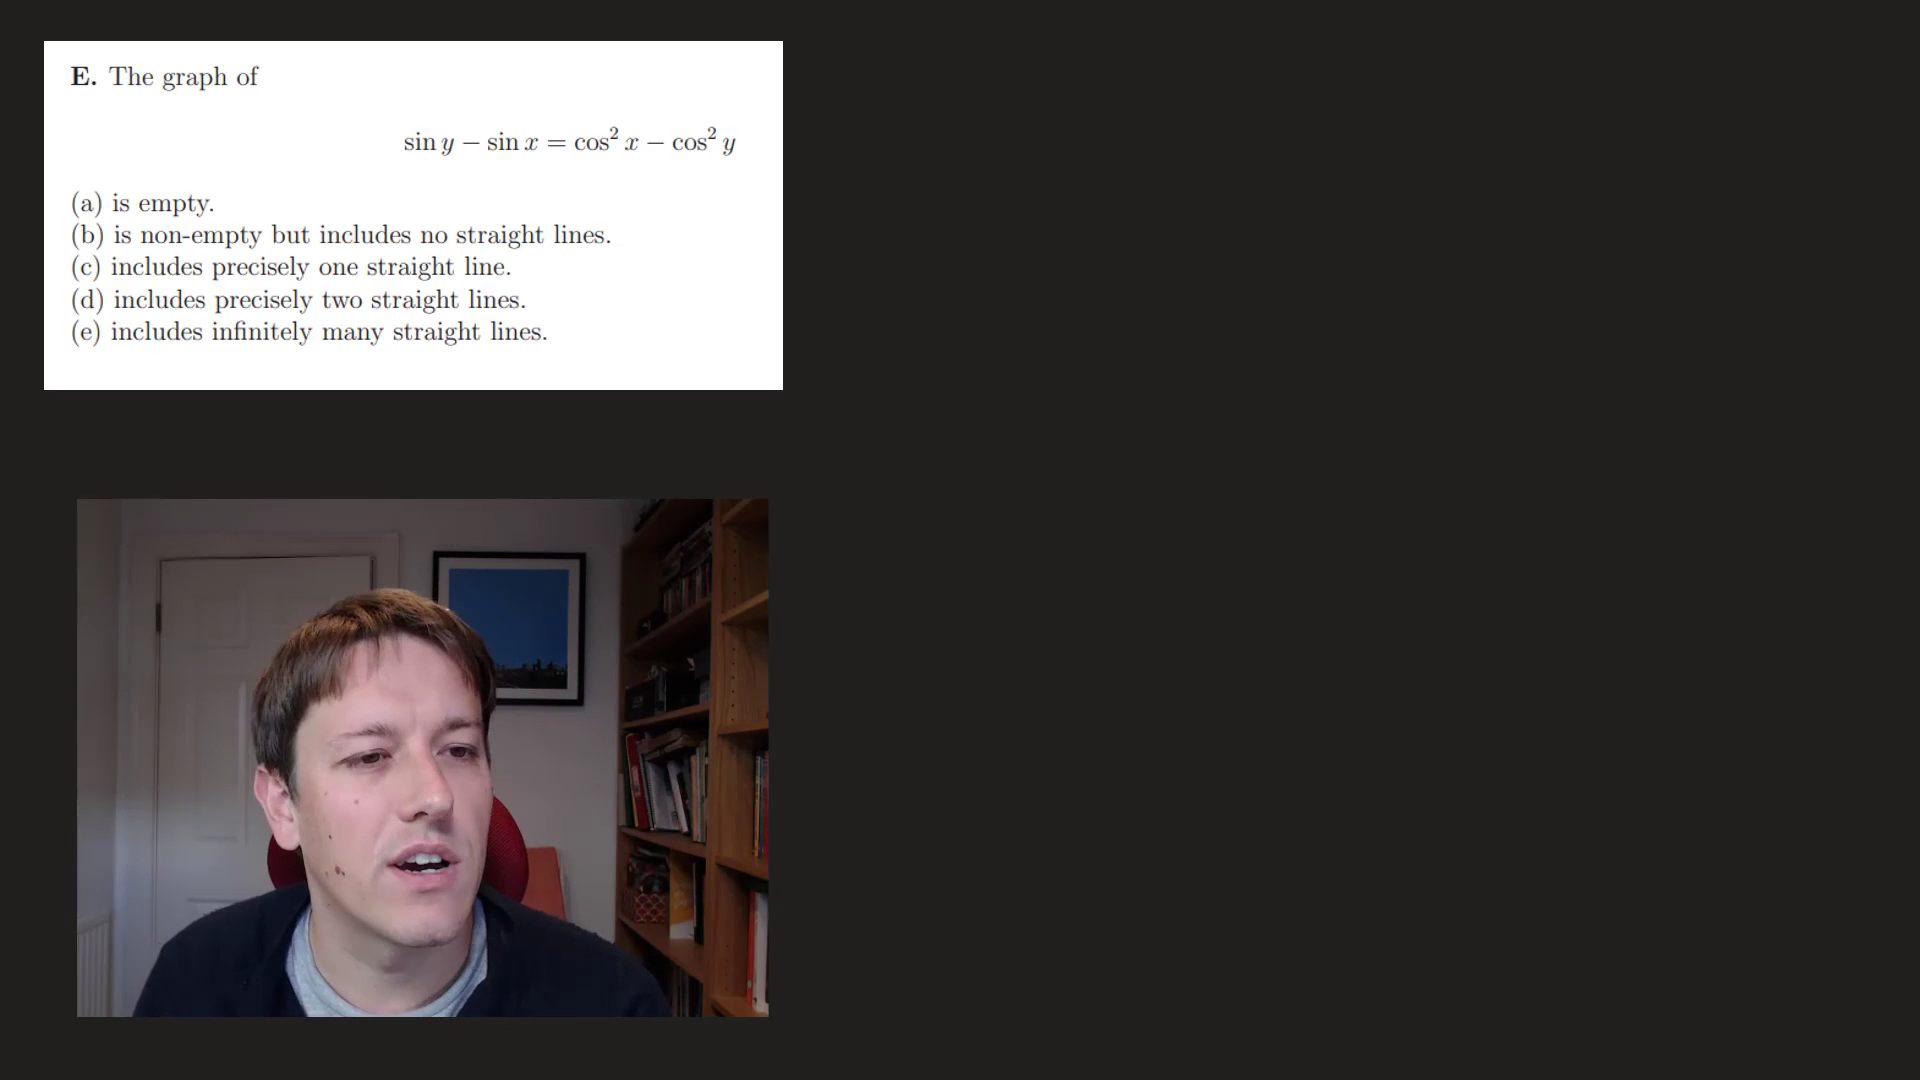 E. The graph of
sin y − sin x = cos² x − cos² y
(a) is empty.
(b) is non-empty but includes no straight lines.
(c) includes precisely one straight line.
(d) includes precisely two straight lines.
(e) includes infinitely many straight lines.